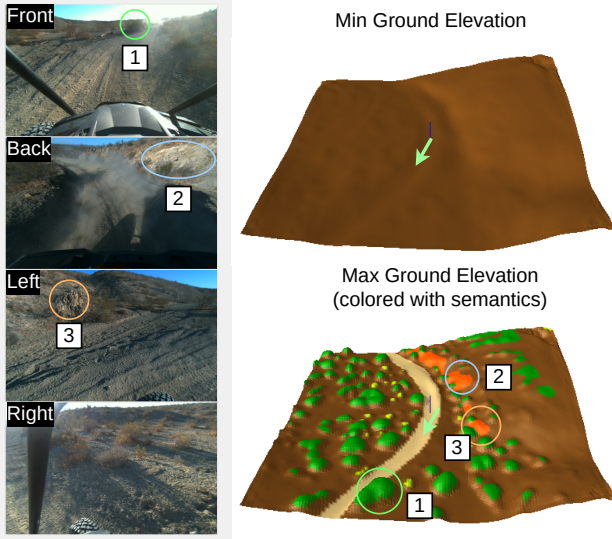 Front
1
Back
2
Left
3
Right
Min Ground Elevation
Max Ground Elevation
(colored with semantics)
2
3
1